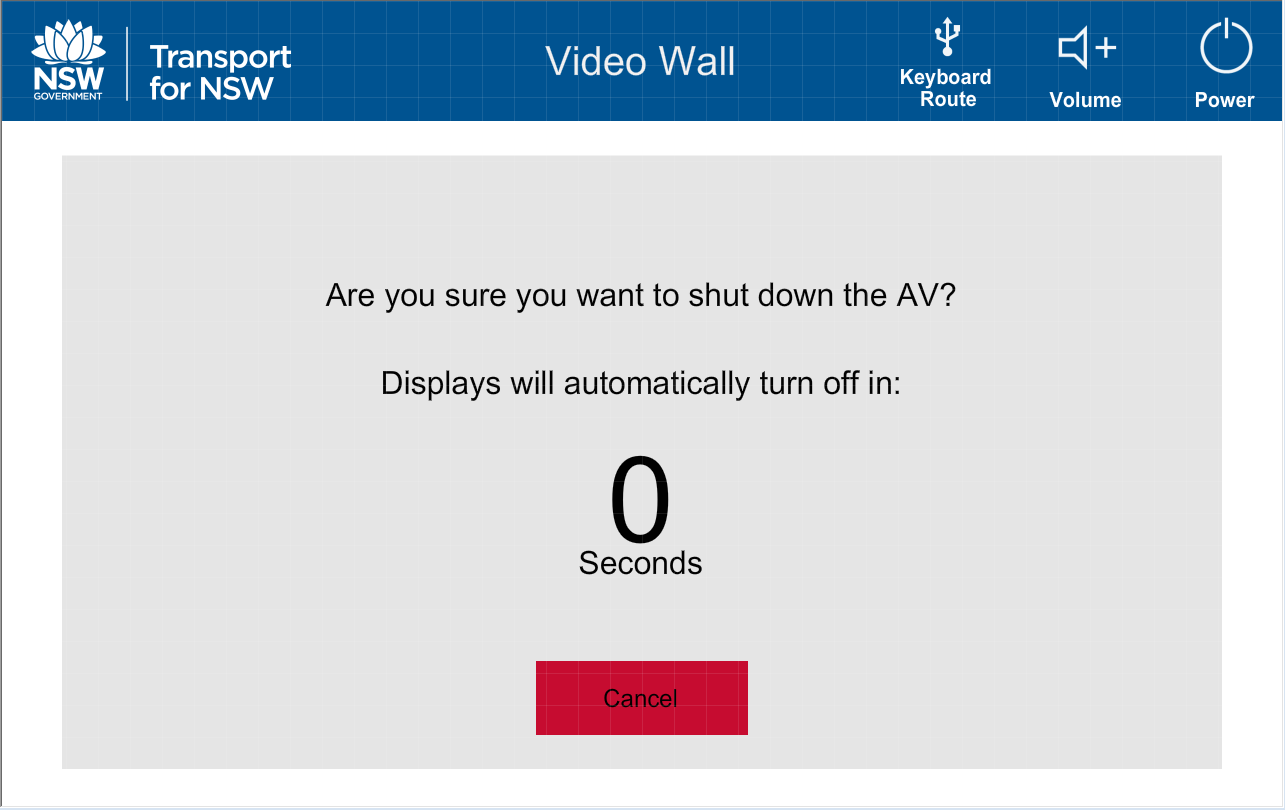 NSW
GOVERNMENT
Transport
for NSW
Video Wall
Keyboard
Route
Volume
Power
Are you sure you want to shut down the AV?
Displays will automatically turn off in:
0
Seconds
Cancel